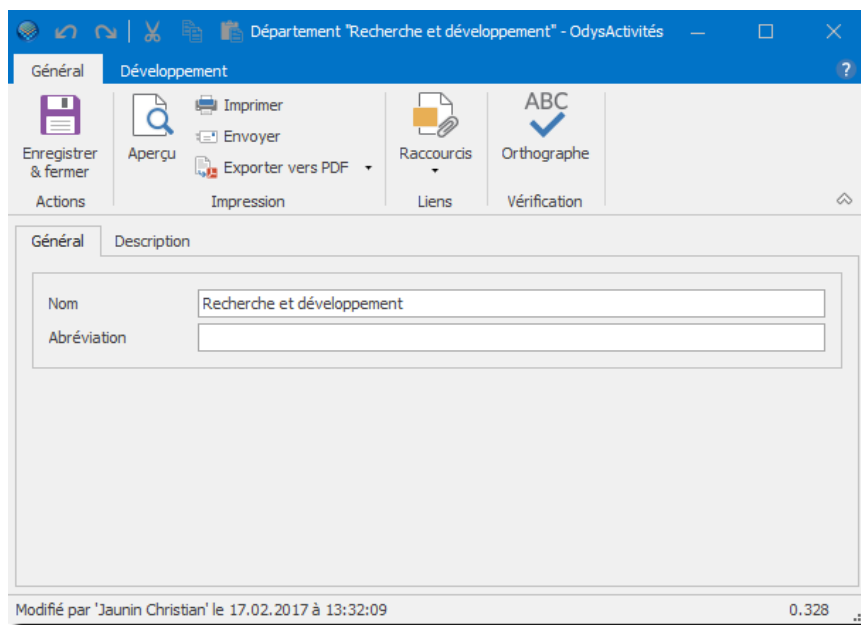 Département "Recherche et développement" - OdysActivités
Général Développement
?
Enregistrer & fermer
Aperçu
Imprimer
Envoyer
Exporter vers PDF
Raccourcis
ABC
Orthographe
Actions Impression Liens Vérification
Général Description
Nom Recherche et développement
Abréviation
Modifié par 'Jaunin Christian' le 17.02.2017 à 13:32:09 0.328